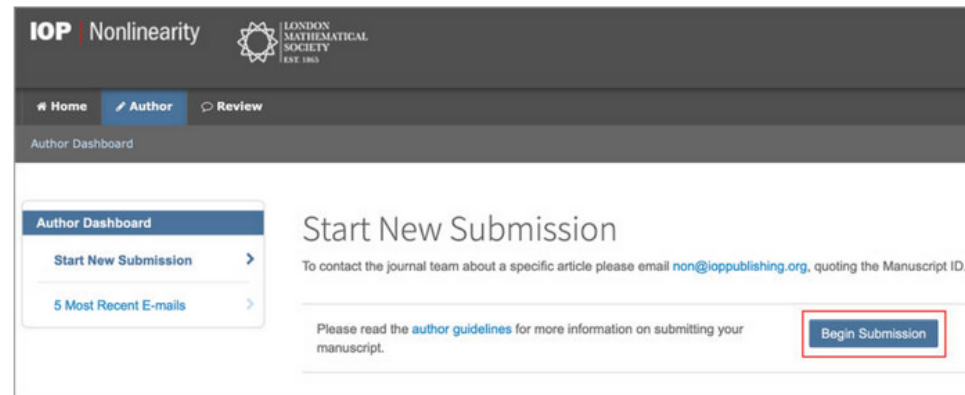 IOP Nonlinearity
LONDON
MATHEMATICAL
SOCIETY
EST. 1865
Home Author Review
Author Dashboard
Author Dashboard
Start New Submission
5 Most Recent E-mails
Start New Submission
To contact the journal team about a specific article please email non@ioppublishing.org, quoting the Manuscript ID.
Please read the author guidelines for more information on submitting your
manuscript.
Begin Submission